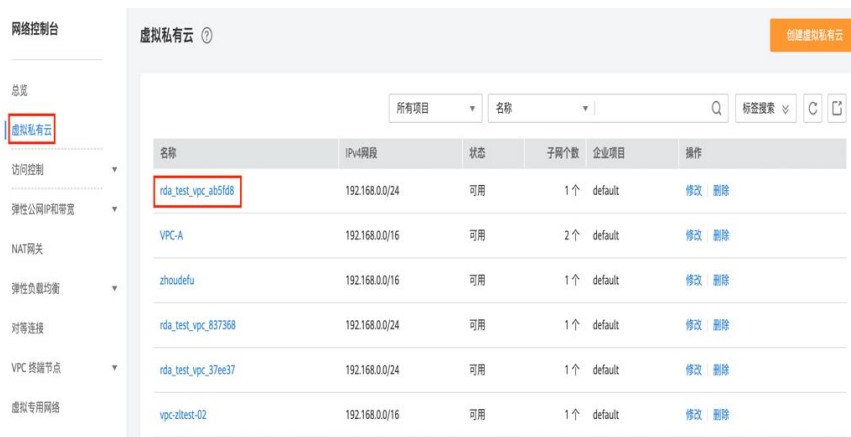 网络控制台
虚拟私有云
创建虚拟私有云
总览
虚拟私有云
访问控制
弹性公网IP和带宽
NAT网关
弹性负载均衡
对等连接
VPC 终端节点
虚拟专用网络
所有项目 名称 标签搜索
名称 IPv4网段 状态 子网个数 企业项目 操作
rda_test_vpc_ab5fd8 192.168.0.0/24 可用 1 个 default 修改 删除
VPC-A 192.168.0.0/16 可用 2 个 default 修改 删除
zhoudefu 192.168.0.0/16 可用 1 个 default 修改 删除
rda_test_vpc_837368 192.168.0.0/24 可用 1 个 default 修改 删除
rda_test_vpc_37ee37 192.168.0.0/24 可用 1 个 default 修改 删除
vpc-zltest-02 192.168.0.0/16 可用 1 个 default 修改 删除